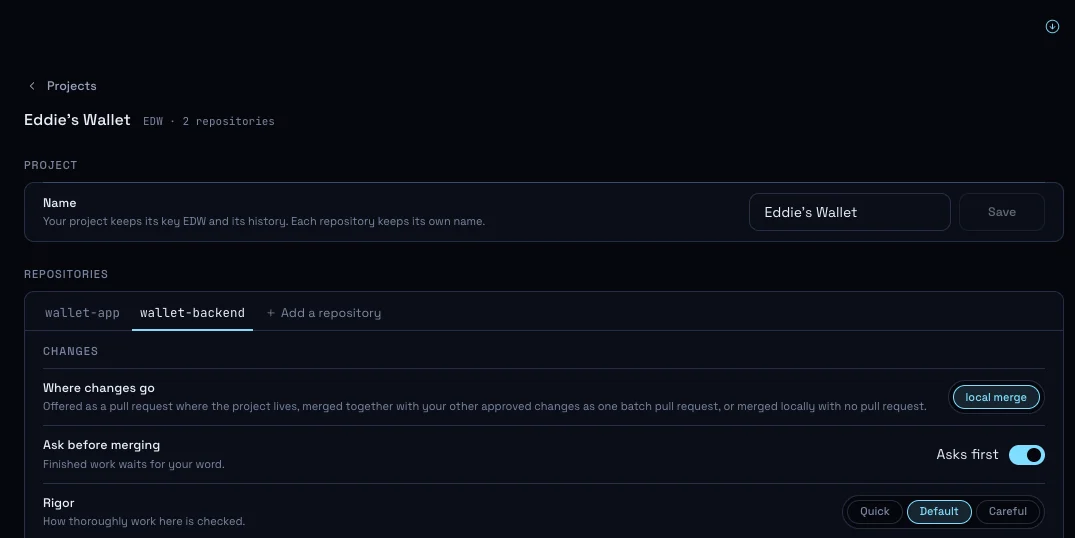 Projects
Eddie's Wallet EDW · 2 repositories
PROJECT
Name
Your project keeps its key EDW and its history. Each repository keeps its own name.
Eddie's Wallet
Save
REPOSITORIES
wallet-app wallet-backend + Add a repository
CHANGES
Where changes go
Offered as a pull request where the project lives, merged together with your other approved changes as one batch pull request, or merged locally with no pull request.
local merge
Ask before merging
Finished work waits for your word.
Asks first
Rigor
How thoroughly work here is checked.
Quick Default Careful